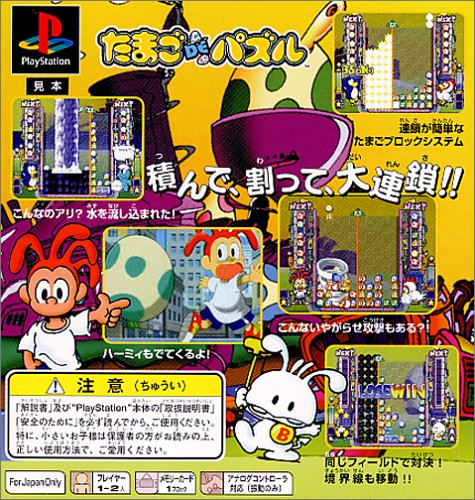 PlayStation
見本
たまごDEパズル
NEXT
NEXT
連鎖が簡単な
たまごブロックシステム
NEXT
NEXT
積んで、割って、大連鎖!!
こんなのアリ?水を流し込まれた!
NEXT
NEXT
こんないやがらせ攻撃もある?!
ハーミィもでてくるよ!
注意(ちゅうい)
「解説書」及び"PlayStation"本体の「取扱説明書」
「安全のために」を必ず読んでから、ご使用ください。
特に、小さいお子様は保護者の方がお読みの上、
正しい使用方法で、ご使用ください。
NEXT
NEXT
LOSE WIN
B
同じフィールドで対決!
境界線も移動!!
For Japan Only
プレイヤー
1~2人
メモリーカード
1ブロック
アナログコントローラ
対応(振動のみ)